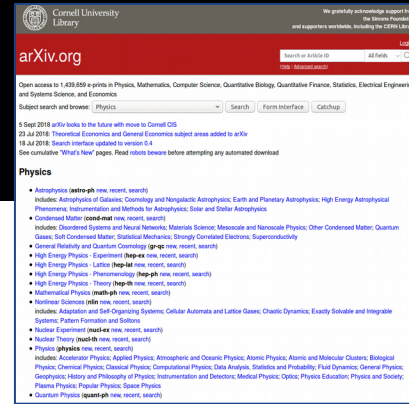 Cornell University
Library
We gratefully acknowledge support from
the Simons Foundation
and supporters worldwide, including the CERN Library
Login
arXiv.org
Search or Article ID
All fields
(Help | Advanced search)
Open access to 1,439,659 e-prints in Physics, Mathematics, Computer Science, Quantitative Biology, Quantitative Finance, Statistics, Electrical Engineering
and Systems Science, and Economics
Subject search and browse: Physics Search Form Interface Catchup
5 Sept 2018 arXiv looks to the future with move to Cornell CIS
23 Jul 2018: Theoretical Economics and General Economics subject areas added to arXiv
18 Jul 2018: Search interface updated to version 0.4
See cumulative "What's New" pages. Read robots beware before attempting any automated download
Physics
Astrophysics (astro-ph new, recent, search)
includes: Astrophysics of Galaxies; Cosmology and Nongalactic Astrophysics; Earth and Planetary Astrophysics; High Energy Astrophysical
Phenomena; Instrumentation and Methods for Astrophysics; Solar and Stellar Astrophysics
Condensed Matter (cond-mat new, recent, search)
includes: Disordered Systems and Neural Networks; Materials Science; Mesoscale and Nanoscale Physics; Other Condensed Matter; Quantum
Gases; Soft Condensed Matter; Statistical Mechanics; Strongly Correlated Electrons; Superconductivity
General Relativity and Quantum Cosmology (gr-qc new, recent, search)
High Energy Physics - Experiment (hep-ex new, recent, search)
High Energy Physics - Lattice (hep-lat new, recent, search)
High Energy Physics - Phenomenology (hep-ph new, recent, search)
High Energy Physics - Theory (hep-th new, recent, search)
Mathematical Physics (math-ph new, recent, search)
Nonlinear Sciences (nlin new, recent, search)
includes: Adaptation and Self-Organizing Systems; Cellular Automata and Lattice Gases; Chaotic Dynamics; Exactly Solvable and Integrable
Systems; Pattern Formation and Solitons
Nuclear Experiment (nucl-ex new, recent, search)
Nuclear Theory (nucl-th new, recent, search)
Physics (physics new, recent, search)
includes: Accelerator Physics; Applied Physics; Atmospheric and Oceanic Physics; Atomic Physics; Atomic and Molecular Clusters; Biological
Physics; Chemical Physics; Classical Physics; Computational Physics; Data Analysis, Statistics and Probability; Fluid Dynamics; General Physics;
Geophysics; History and Philosophy of Physics; Instrumentation and Detectors; Medical Physics; Optics; Physics Education; Physics and Society;
Plasma Physics; Popular Physics; Space Physics
Quantum Physics (quant-ph new, recent, search)